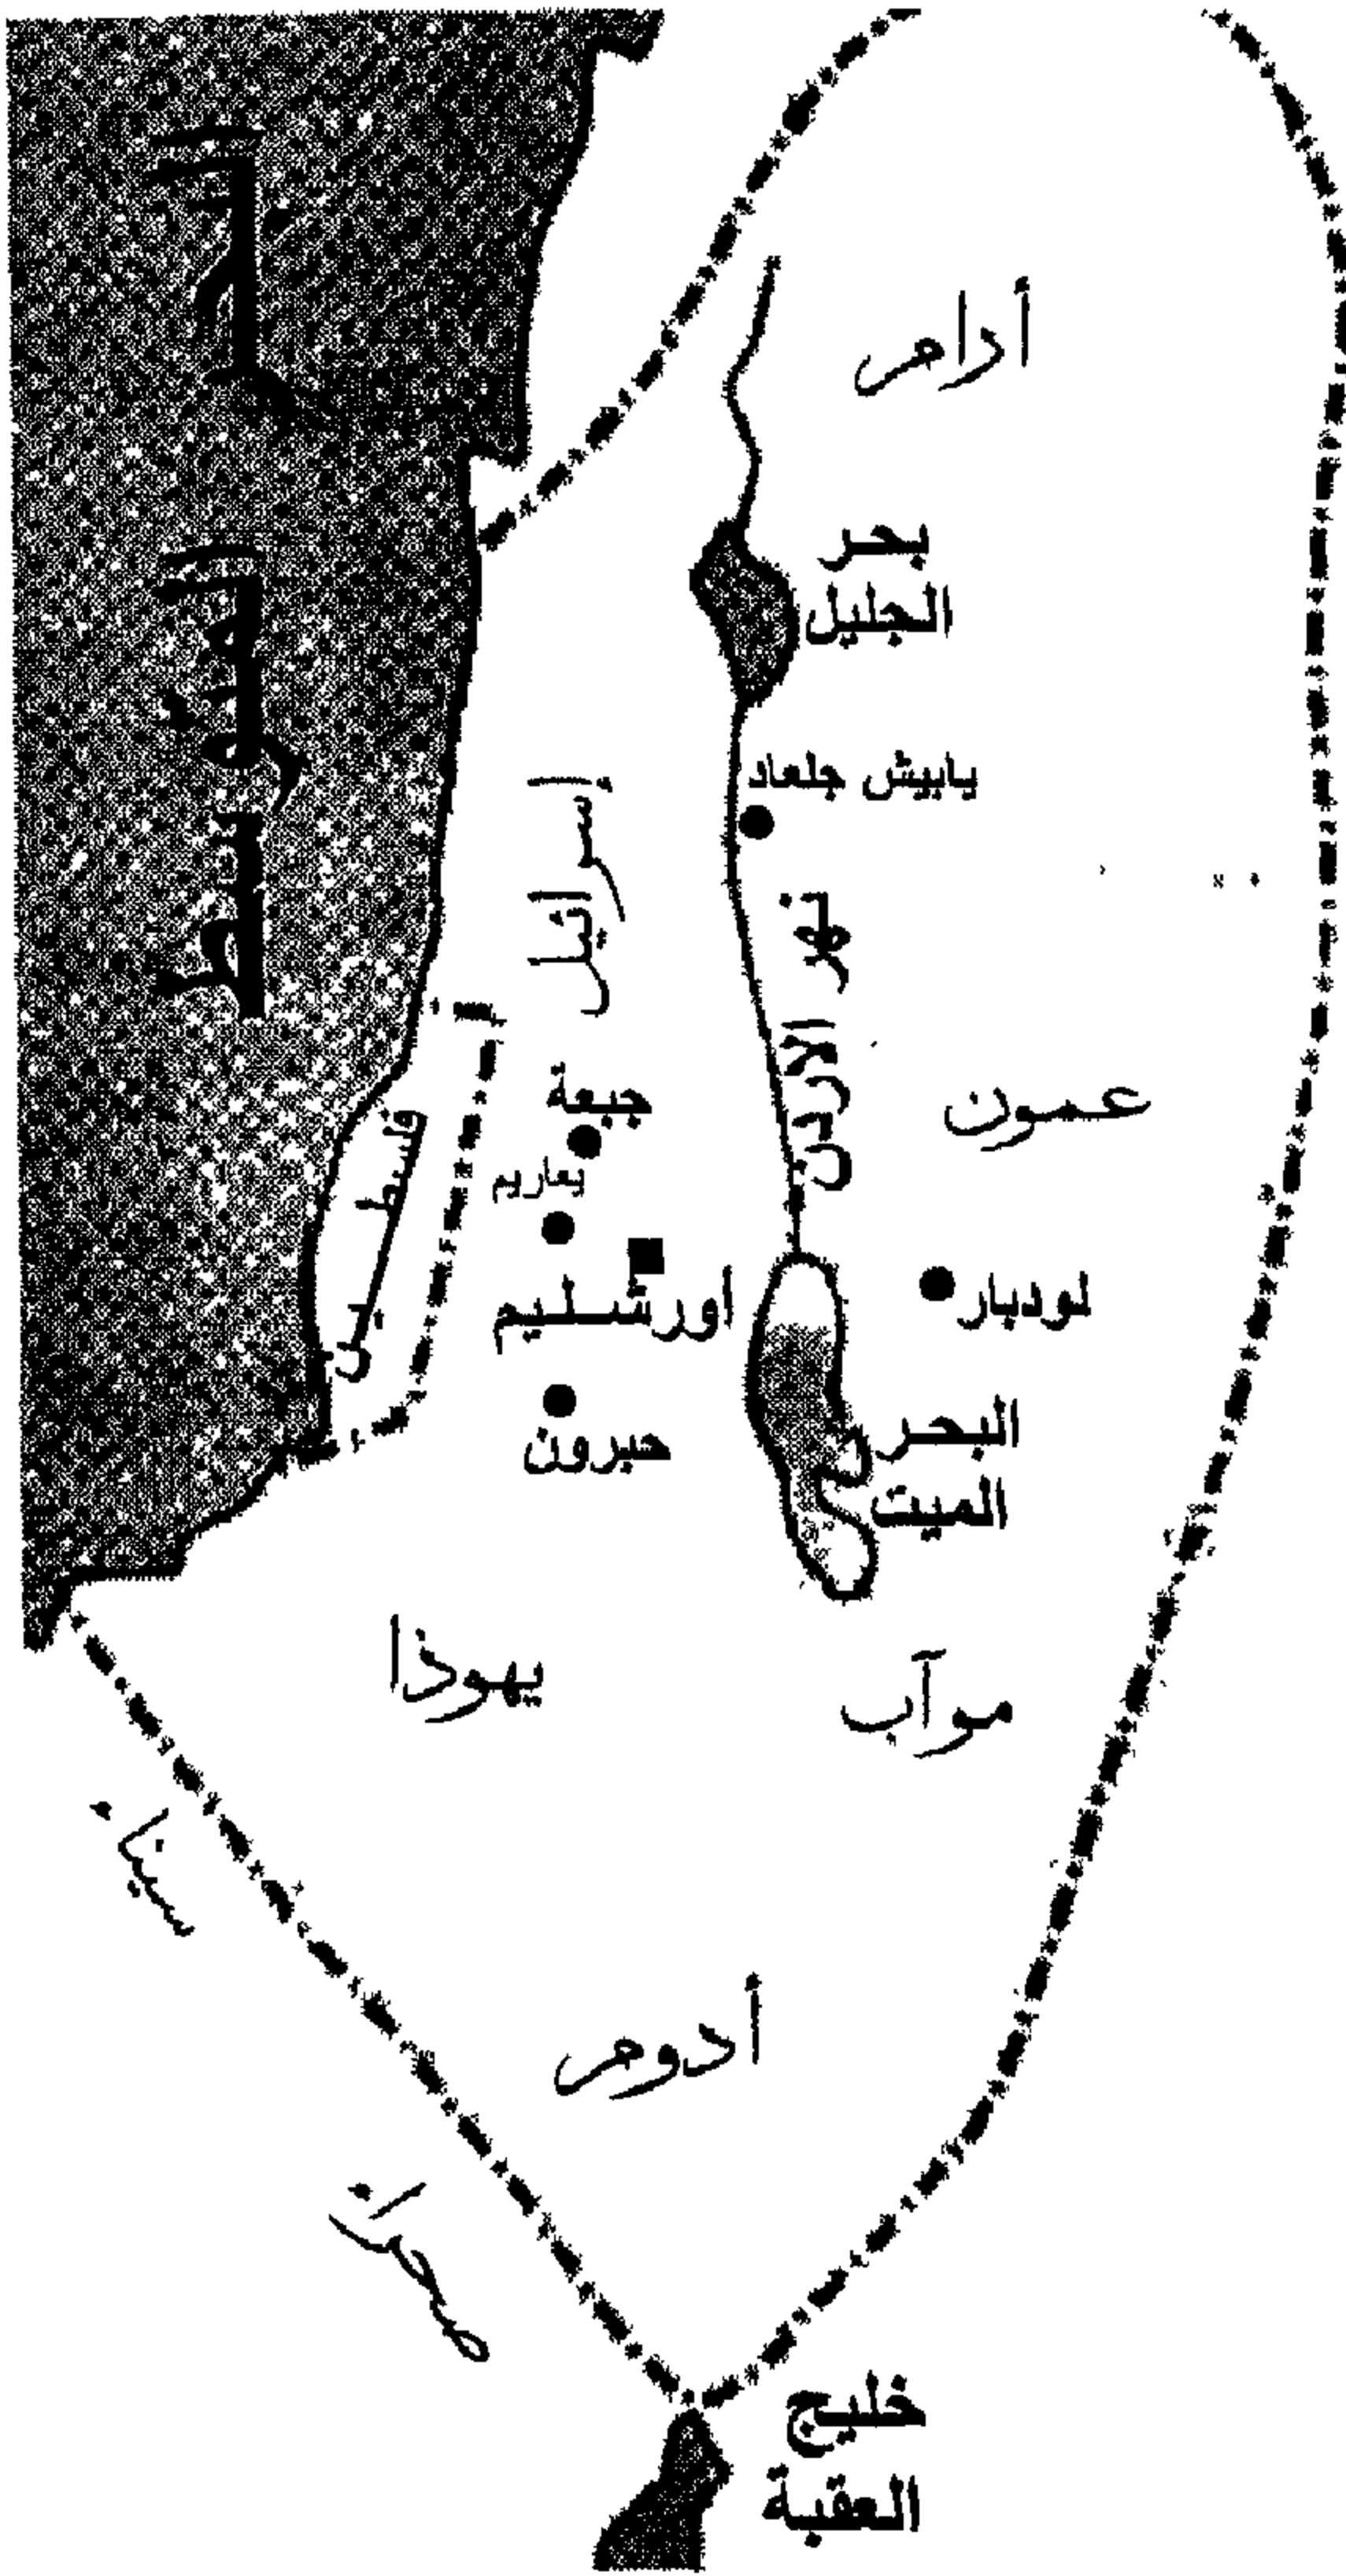 البحر
المتوسط
أرام
بحر
الجليل
يابيش جلعاد
إسرائيل
نهر الأردن
عمون
جبعة
يعاريم
فلسطين
أورشليم
لودبار
حبرون
البحر
الميت
يهوذا
موآب
سيناء
أدوم
صحراء
خليج
العقبة